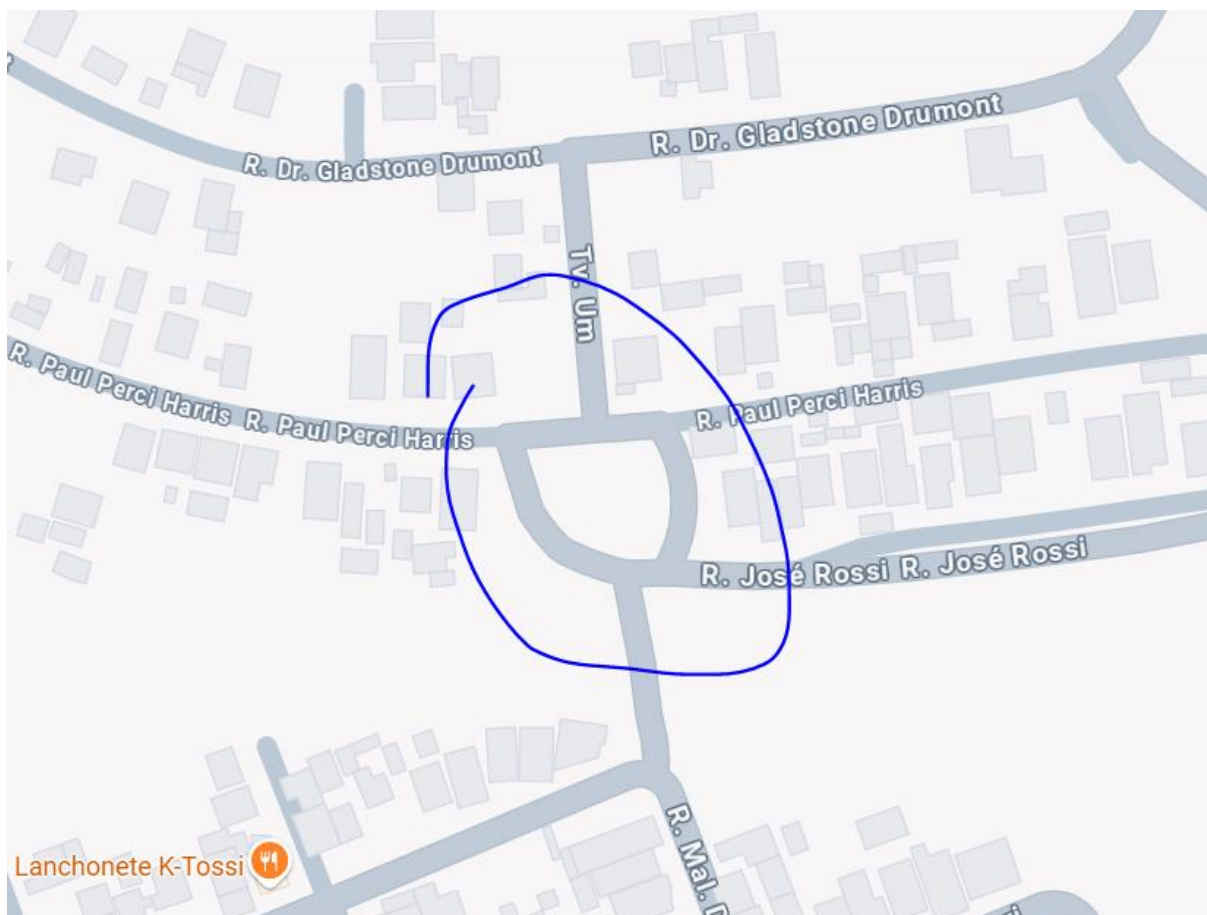 R. Dr. Gladstone Drumont
R. Dr. Gladstone Drumont
Tv. Um
R. Paul Perci Harris
R. Paul Perci Harris
R. Paul Perci Harris
R. José Rossi
R. José Rossi
R. Mal.
Lanchonete K-Tossi